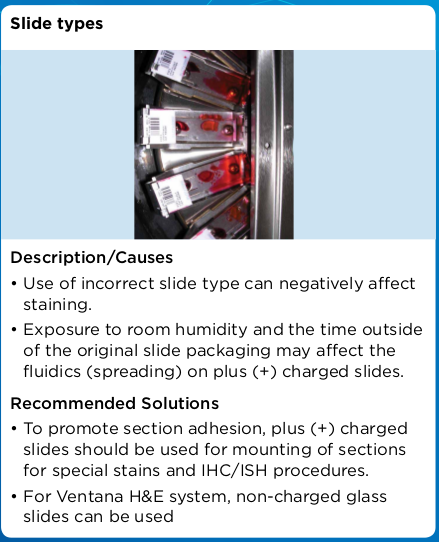 Slide types
Description/Causes
• Use of incorrect slide type can negatively affect
staining.
• Exposure to room humidity and the time outside
of the original slide packaging may affect the
fluidics (spreading) on plus (+) charged slides.
Recommended Solutions
• To promote section adhesion, plus (+) charged
slides should be used for mounting of sections
for special stains and IHC/ISH procedures.
• For Ventana H&E system, non-charged glass
slides can be used